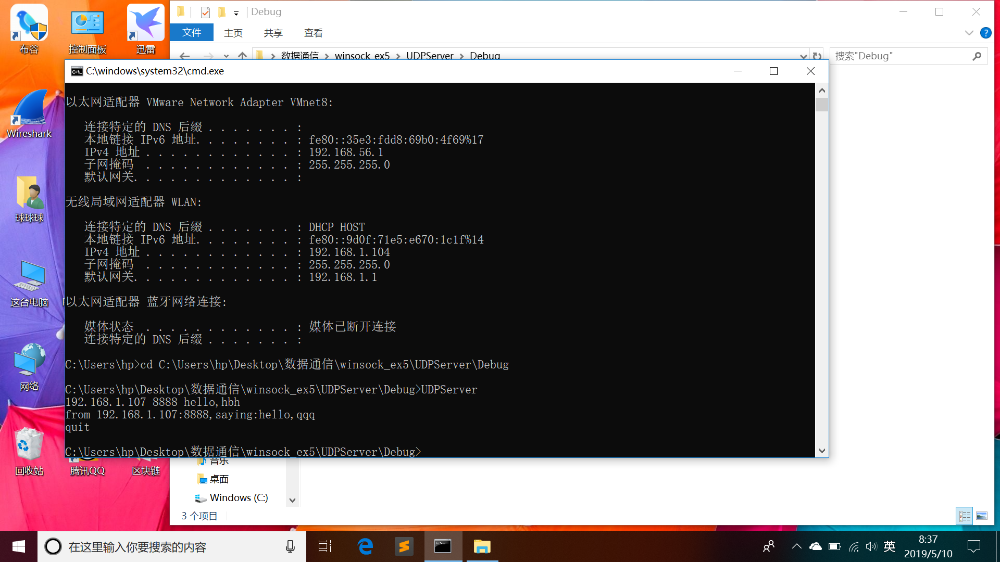 Debug
文件 主页 共享 查看
数据通信 winsock_ex5 UDPServer Debug
搜索"Debug"
布谷
控制面板
迅雷
Wireshark
球球球
这台电脑
网络
回收站
腾讯QQ
区块链
C:\windows\system32\cmd.exe
以太网适配器 VMware Network Adapter VMnet8:
连接特定的 DNS 后缀 . . . . . . . :
本地链接 IPv6 地址. . . . . . . . : fe80::35e3:fdd8:69b0:4f69%17
IPv4 地址 . . . . . . . . . . . . : 192.168.56.1
子网掩码 . . . . . . . . . . . . : 255.255.255.0
默认网关. . . . . . . . . . . . . :
无线局域网适配器 WLAN:
连接特定的 DNS 后缀 . . . . . . . : DHCP HOST
本地链接 IPv6 地址. . . . . . . . : fe80::9d0f:71e5:e670:1c1f%14
IPv4 地址 . . . . . . . . . . . . : 192.168.1.104
子网掩码 . . . . . . . . . . . . : 255.255.255.0
默认网关. . . . . . . . . . . . . : 192.168.1.1
以太网适配器 蓝牙网络连接:
媒体状态 . . . . . . . . . . . . : 媒体已断开连接
连接特定的 DNS 后缀 . . . . . . . :
C:\Users\hp>cd C:\Users\hp\Desktop\数据通信\winsock_ex5\UDPServer\Debug
C:\Users\hp\Desktop\数据通信\winsock_ex5\UDPServer\Debug>UDPServer
192.168.1.107 8888 hello,hbh
from 192.168.1.107:8888,saying:hello,qqq
quit
C:\Users\hp\Desktop\数据通信\winsock_ex5\UDPServer\Debug>
音乐
桌面
Windows (C:)
3 个项目
在这里输入你要搜索的内容
英
8:37
2019/5/10